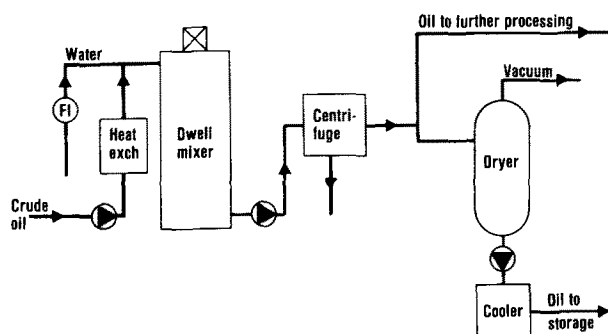 Oil to further processing
Water
Vacuum
FI
Heat
exch
Dwell
mixer
Centri-
fuge
Dryer
Crude
oil
Cooler
Oil to
storage